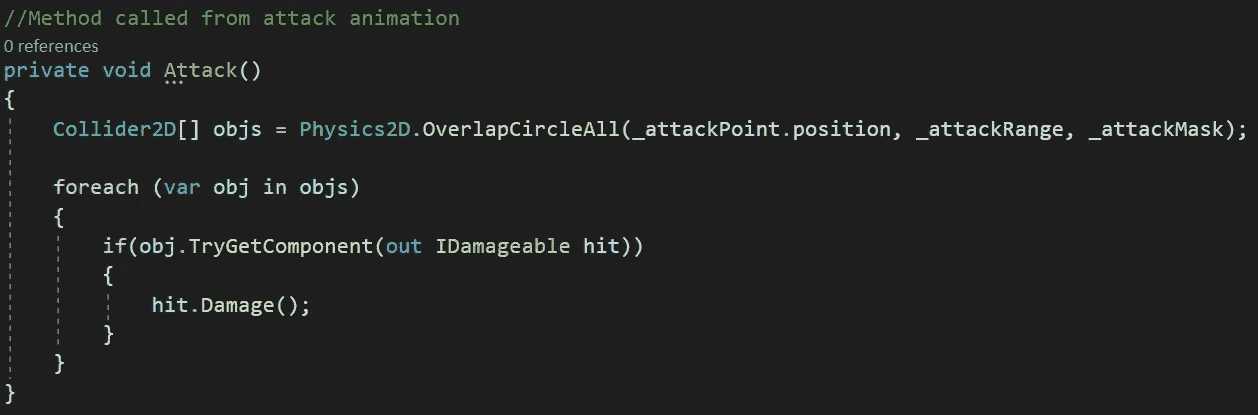 //Method called from attack animation
0 references
private void Attack()
{
Collider2D[] objs = Physics2D.OverlapCircleAll(_attackPoint.position, _attackRange, _attackMask);
foreach (var obj in objs)
{
if(obj.TryGetComponent(out IDamageable hit))
{
hit.Damage();
}
}
}